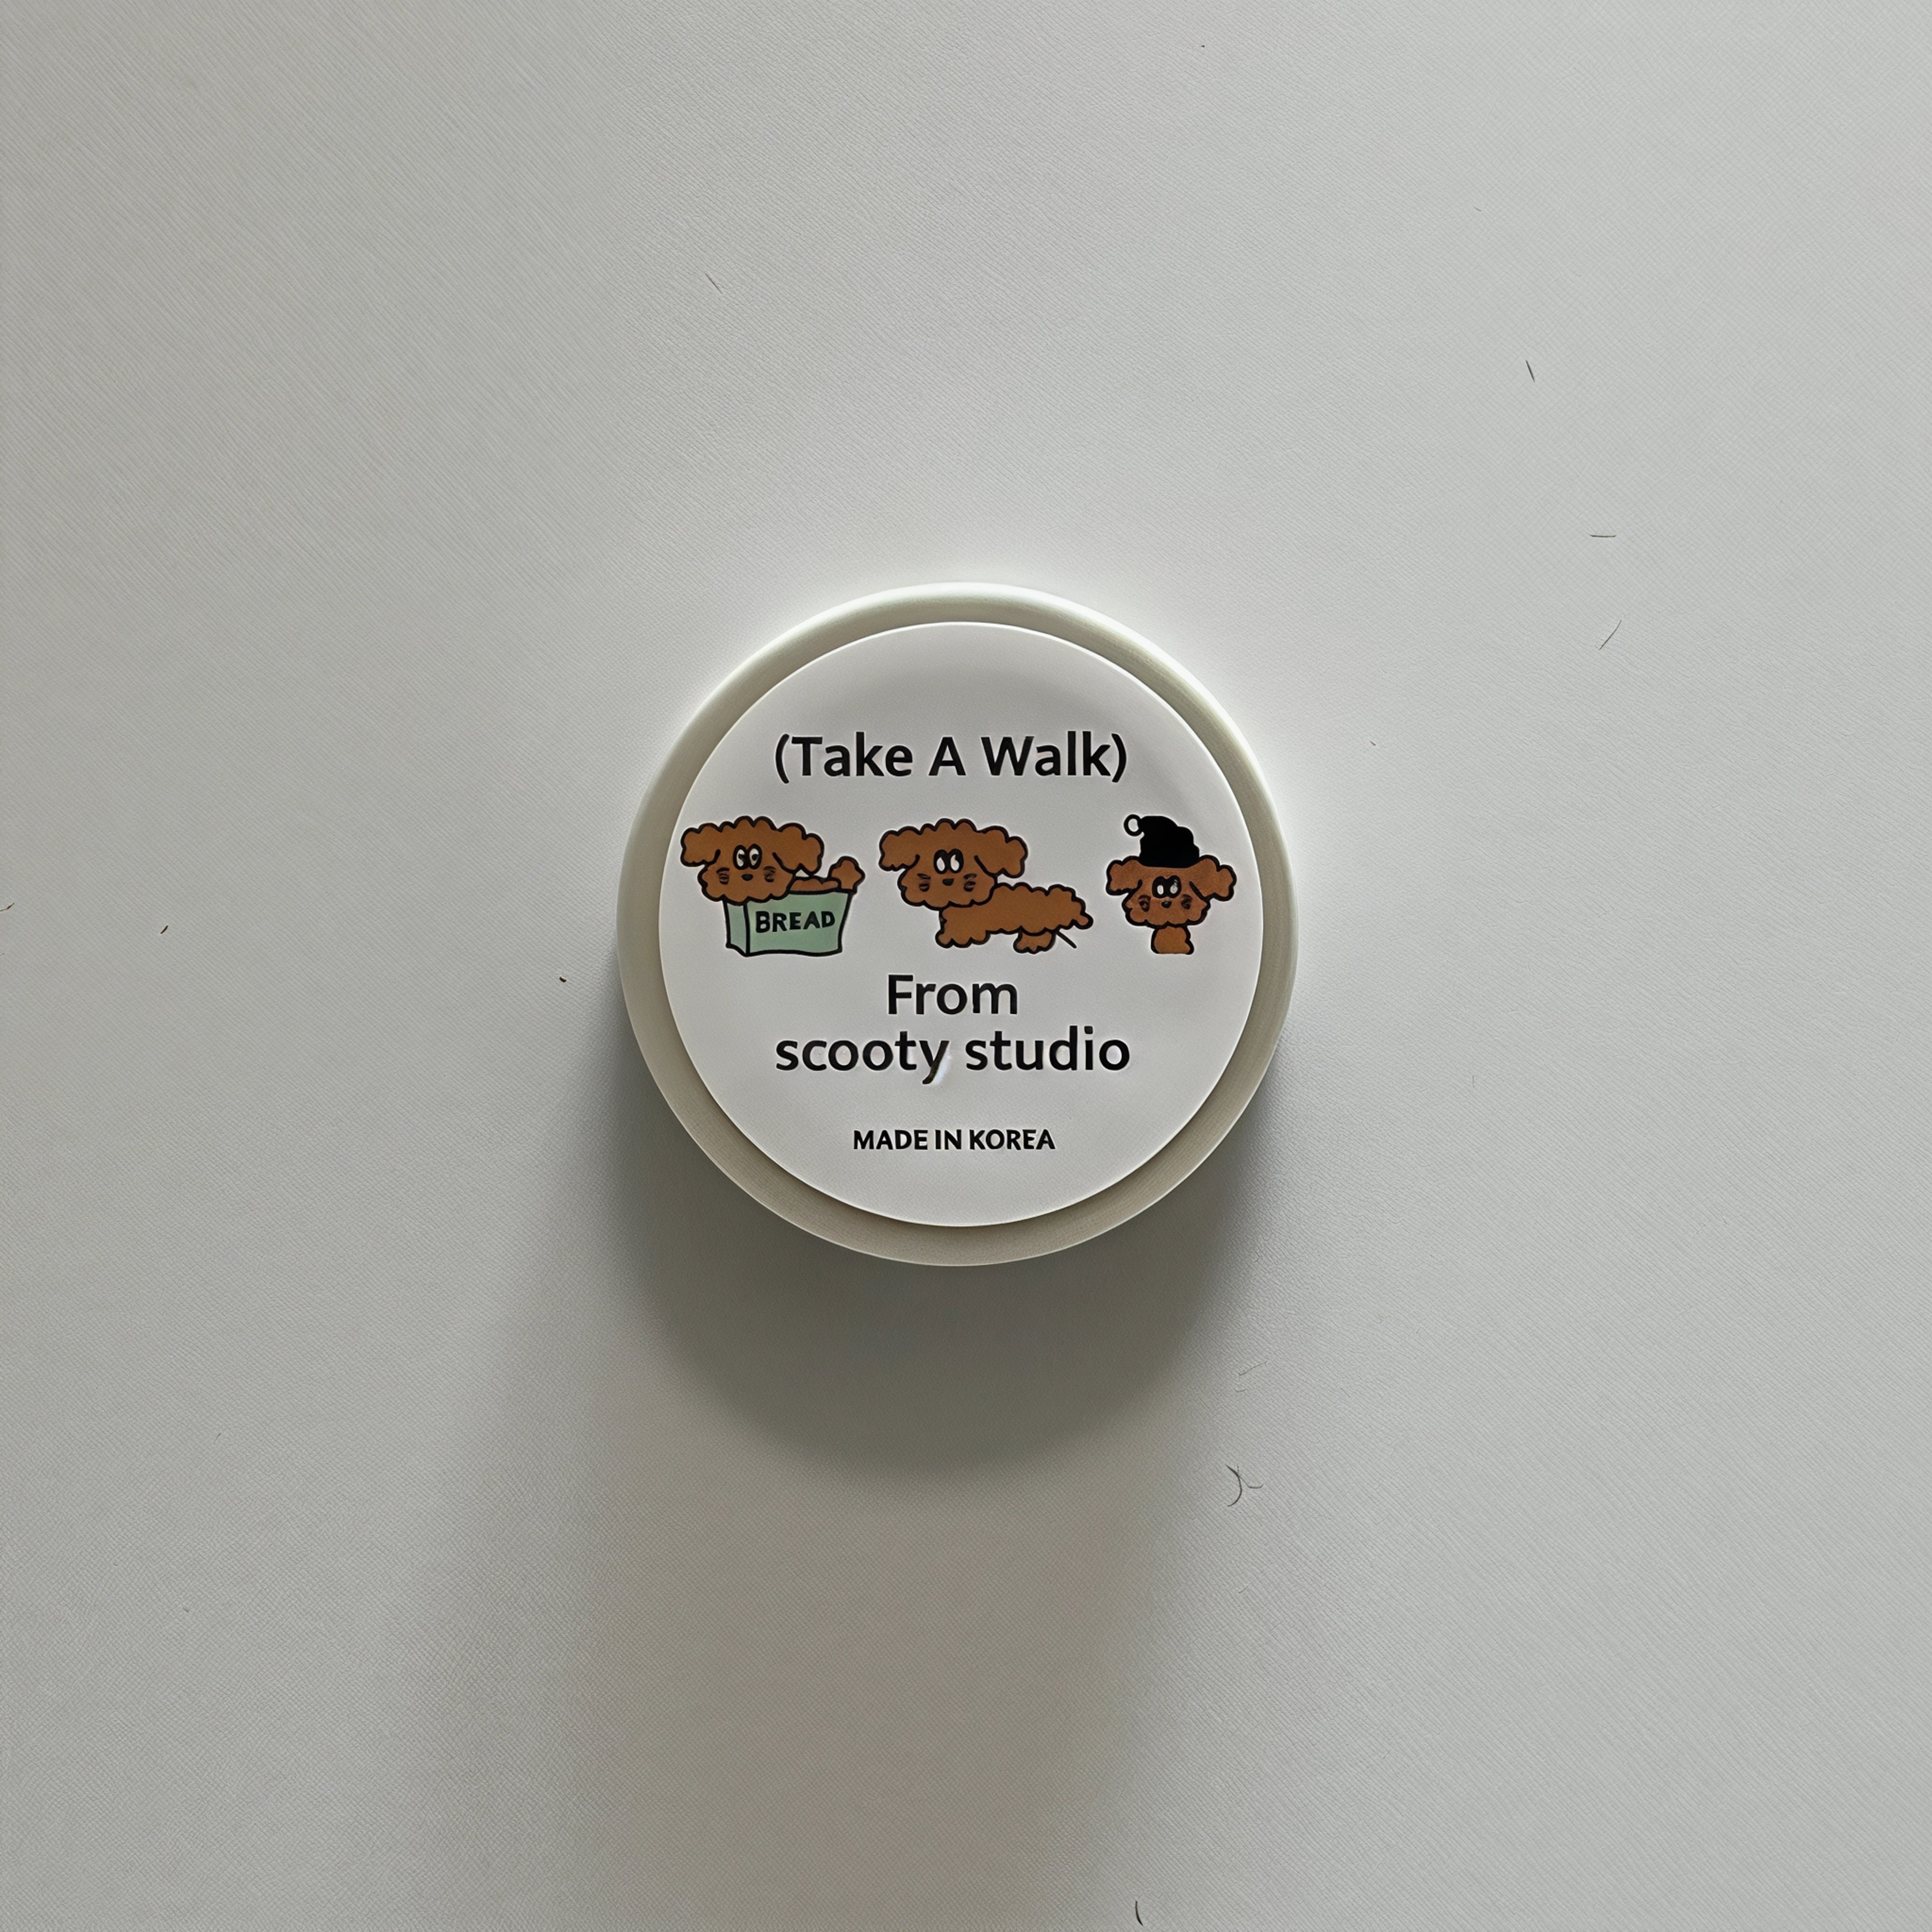 (Take A Walk)
BREAD
From
scooty studio
MADE IN KOREA